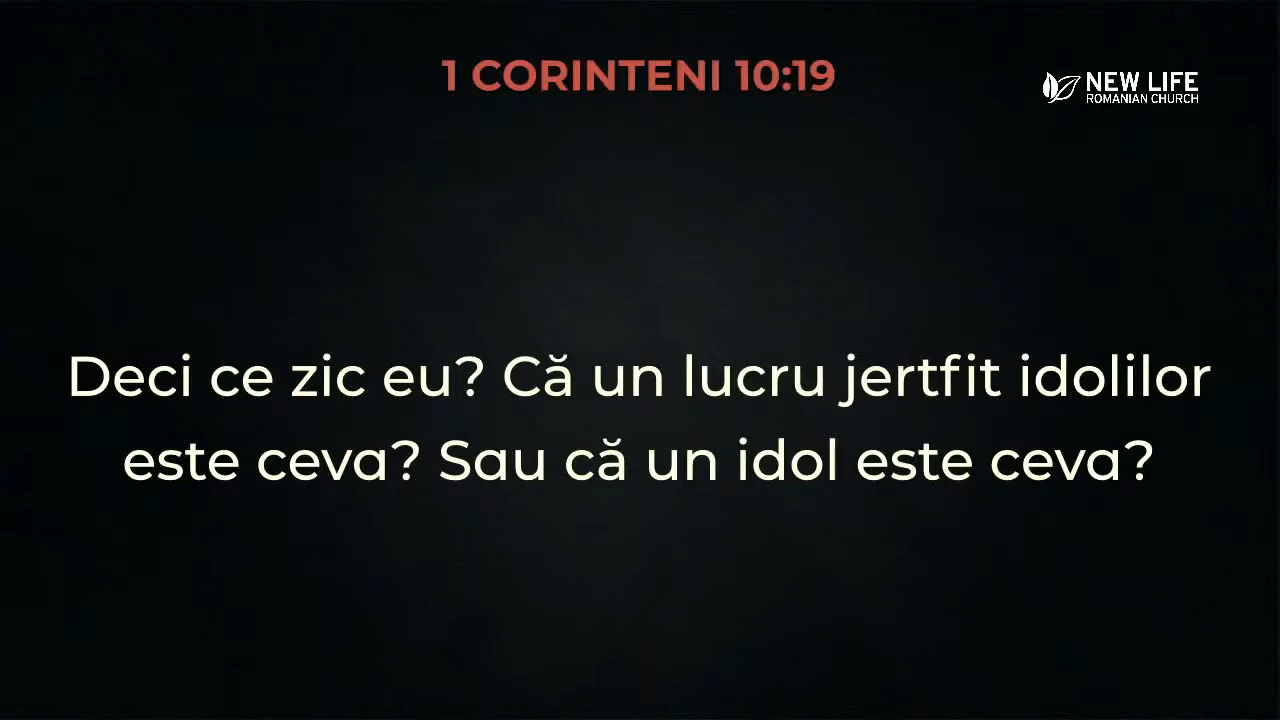 1 CORINTENI 10:19
NEW LIFE
ROMANIAN CHURCH
Deci ce zic eu? Că un lucru jertfit idolilor
este ceva? Sau că un idol este ceva?